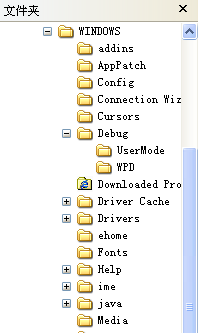 文件夹
WINDOWS
addins
AppPatch
Config
Connection Wiz
Cursors
Debug
UserMode
WPD
Downloaded Pro
Driver Cache
Drivers
ehome
Fonts
Help
ime
java
Media